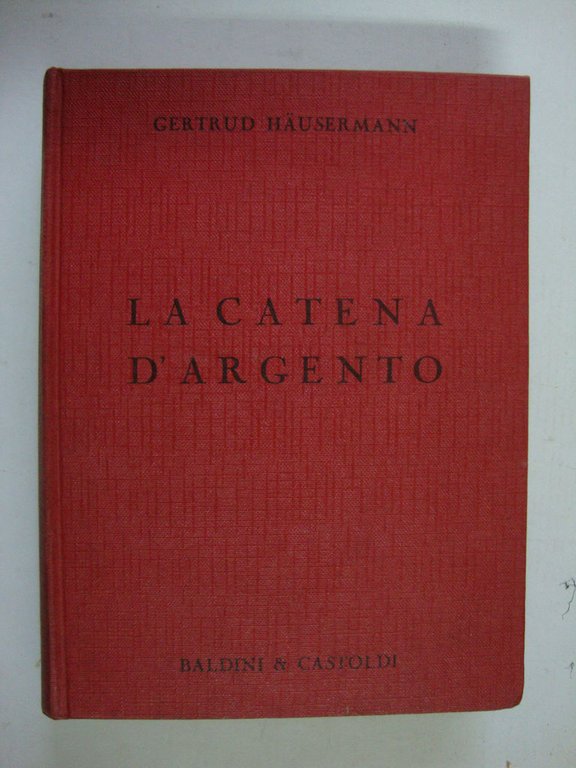 GERTRUD HÄUSERMANN
LA CATENA
D'ARGENTO
BALDINI & CASTOLDI